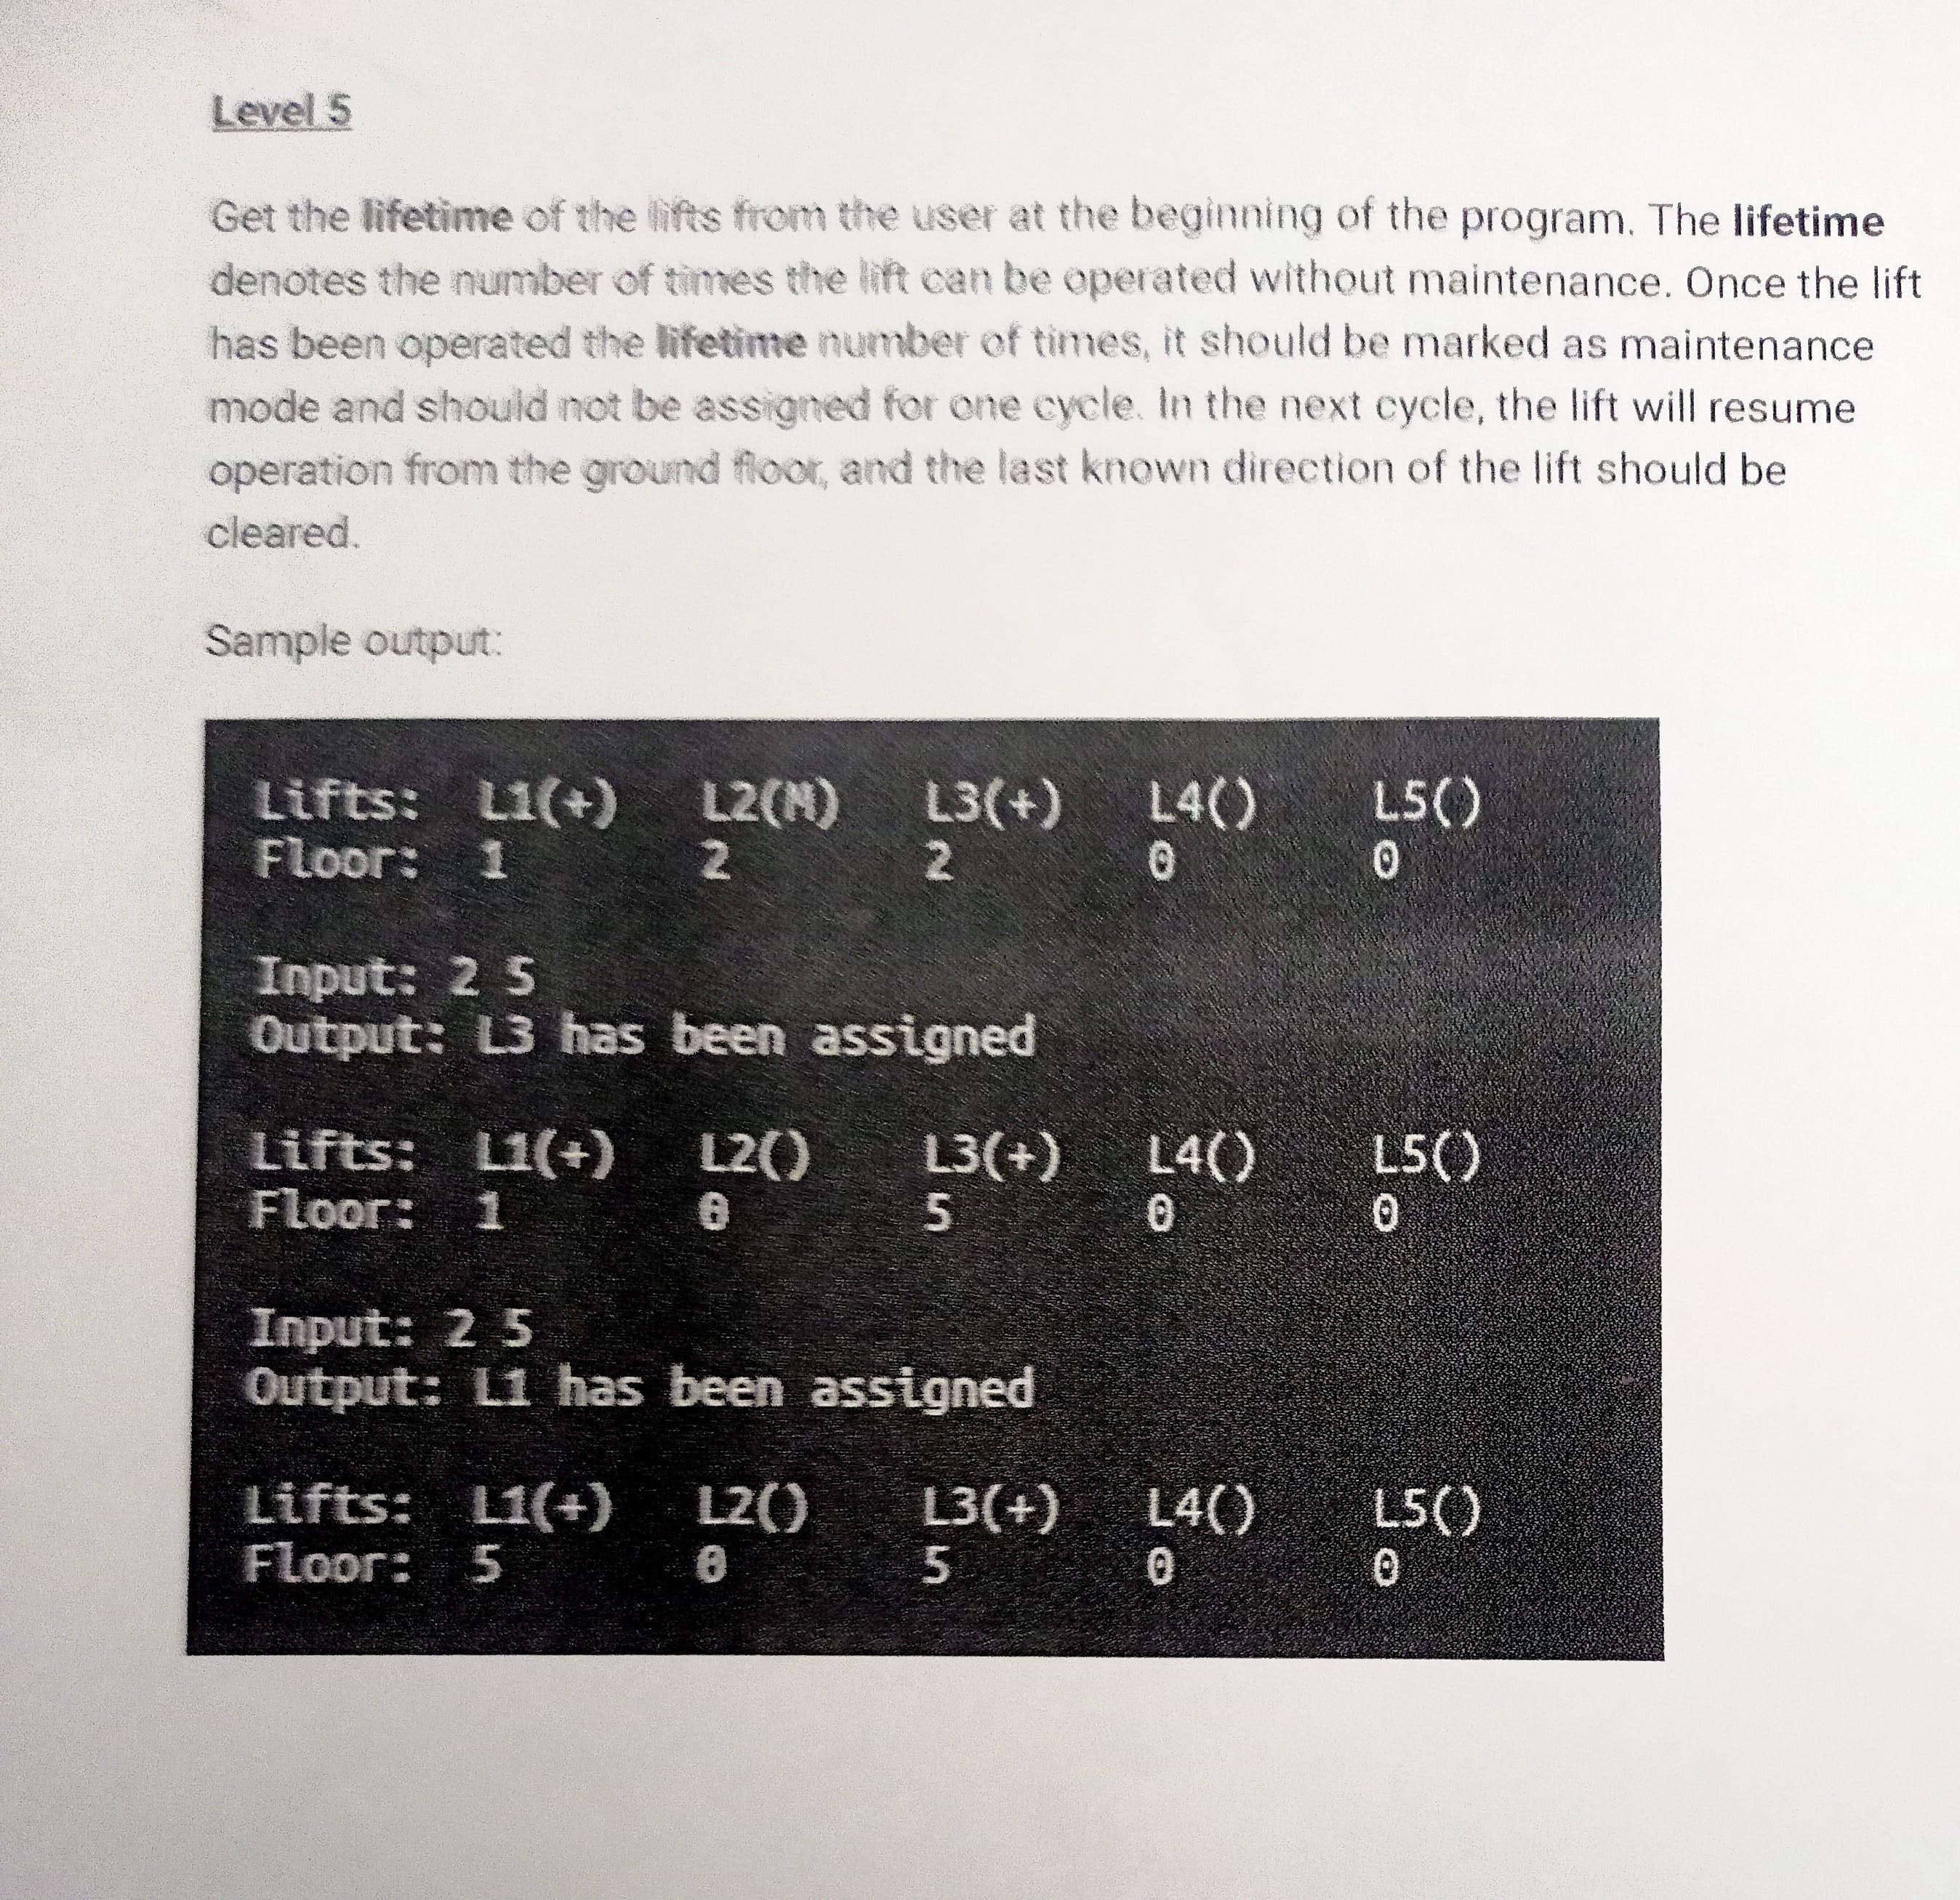 Level 5
Get the lifetime of the lifts from the user at the beginning of the program. The lifetime
denotes the number of times the lift can be operated without maintenance. Once the lift
has been operated the lifetime number of times, it should be marked as maintenance
mode and should not be assigned for one cycle. In the next cycle, the lift will resume
operation from the ground floor, and the last known direction of the lift should be
cleared.
Sample output:
Lifts: L1(+) L2(M) L3(+) L4() L5()
Floor: 1 2 2 0 0
Input: 2 5
Output: L3 has been assigned
Lifts: L1(+) L2() L3(+) L4() L5()
Floor: 1 0 5 0 0
Input: 2 5
Output: L1 has been assigned
Lifts: L1(+) L2() L3(+) L4() L5()
Floor: 5 0 5 0 0